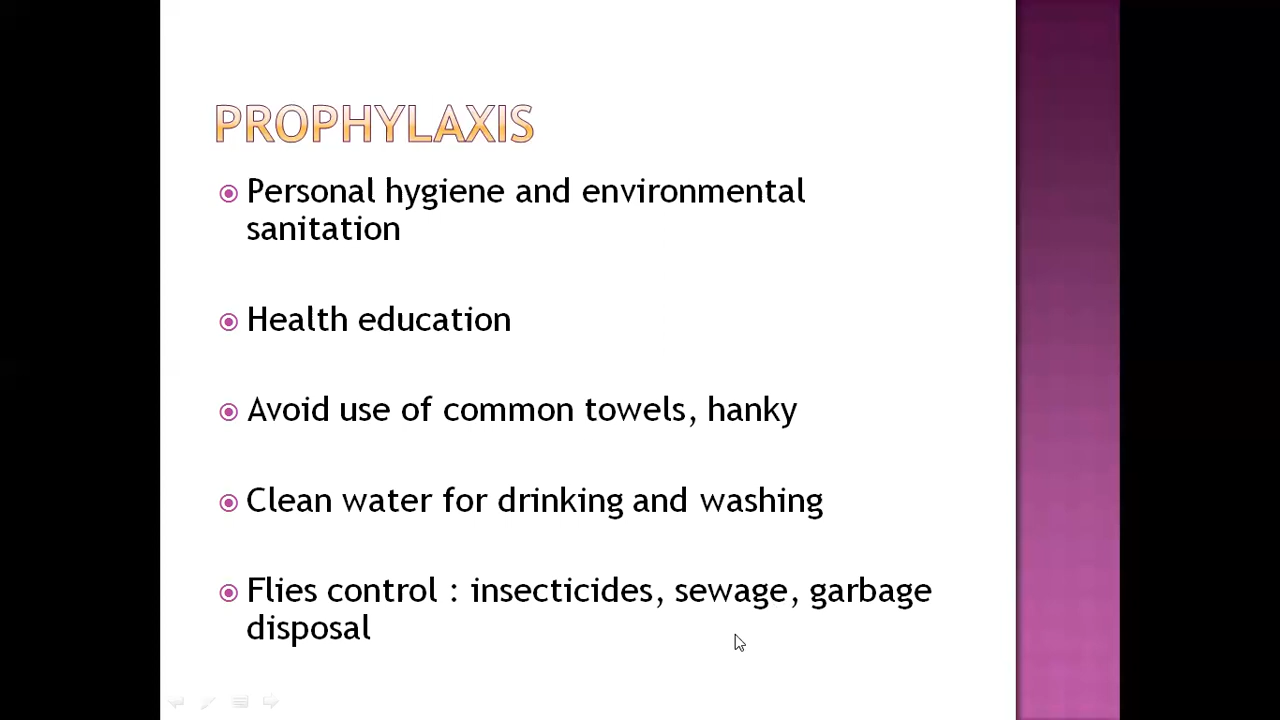 PROPHYLAXIS
Personal hygiene and environmental
sanitation
Health education
Avoid use of common towels, hanky
Clean water for drinking and washing
Flies control : insecticides, sewage, garbage
disposal